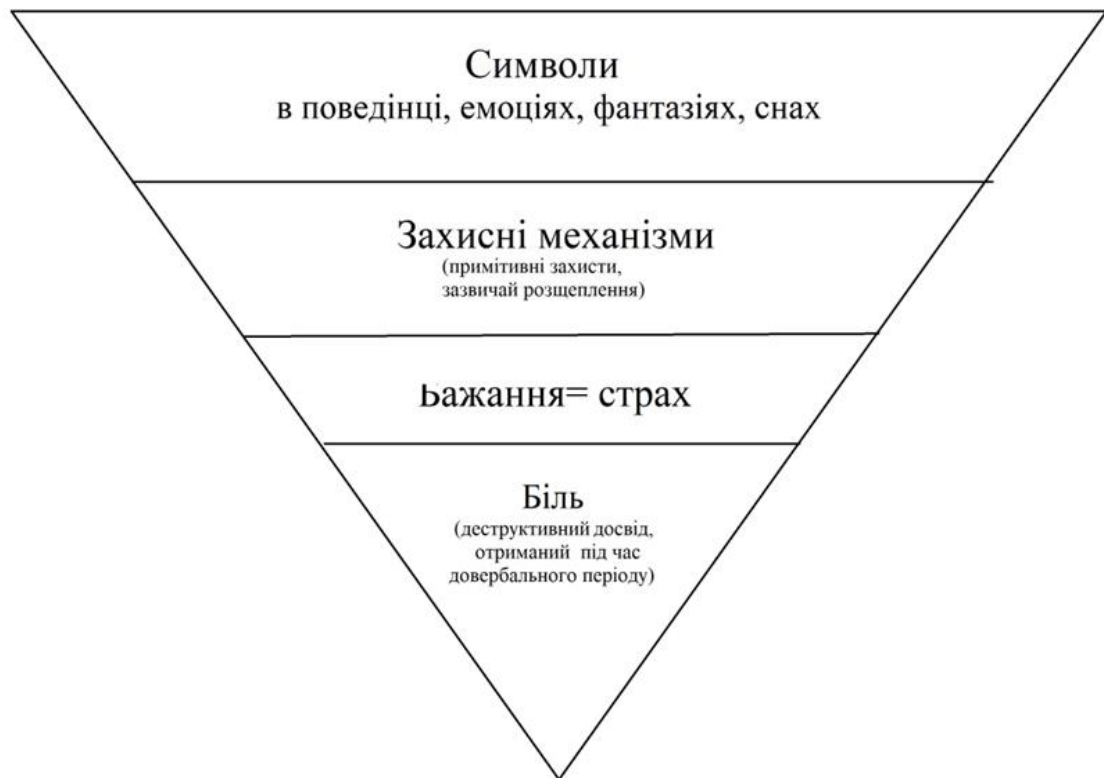 Символи
в поведінці, емоціях, фантазіях, снах
Захисні механізми
(примітивні захисти,
зазвичай розщеплення)
Бажання= страх
Біль
(деструктивний досвід,
отриманий під час
довербального періоду)